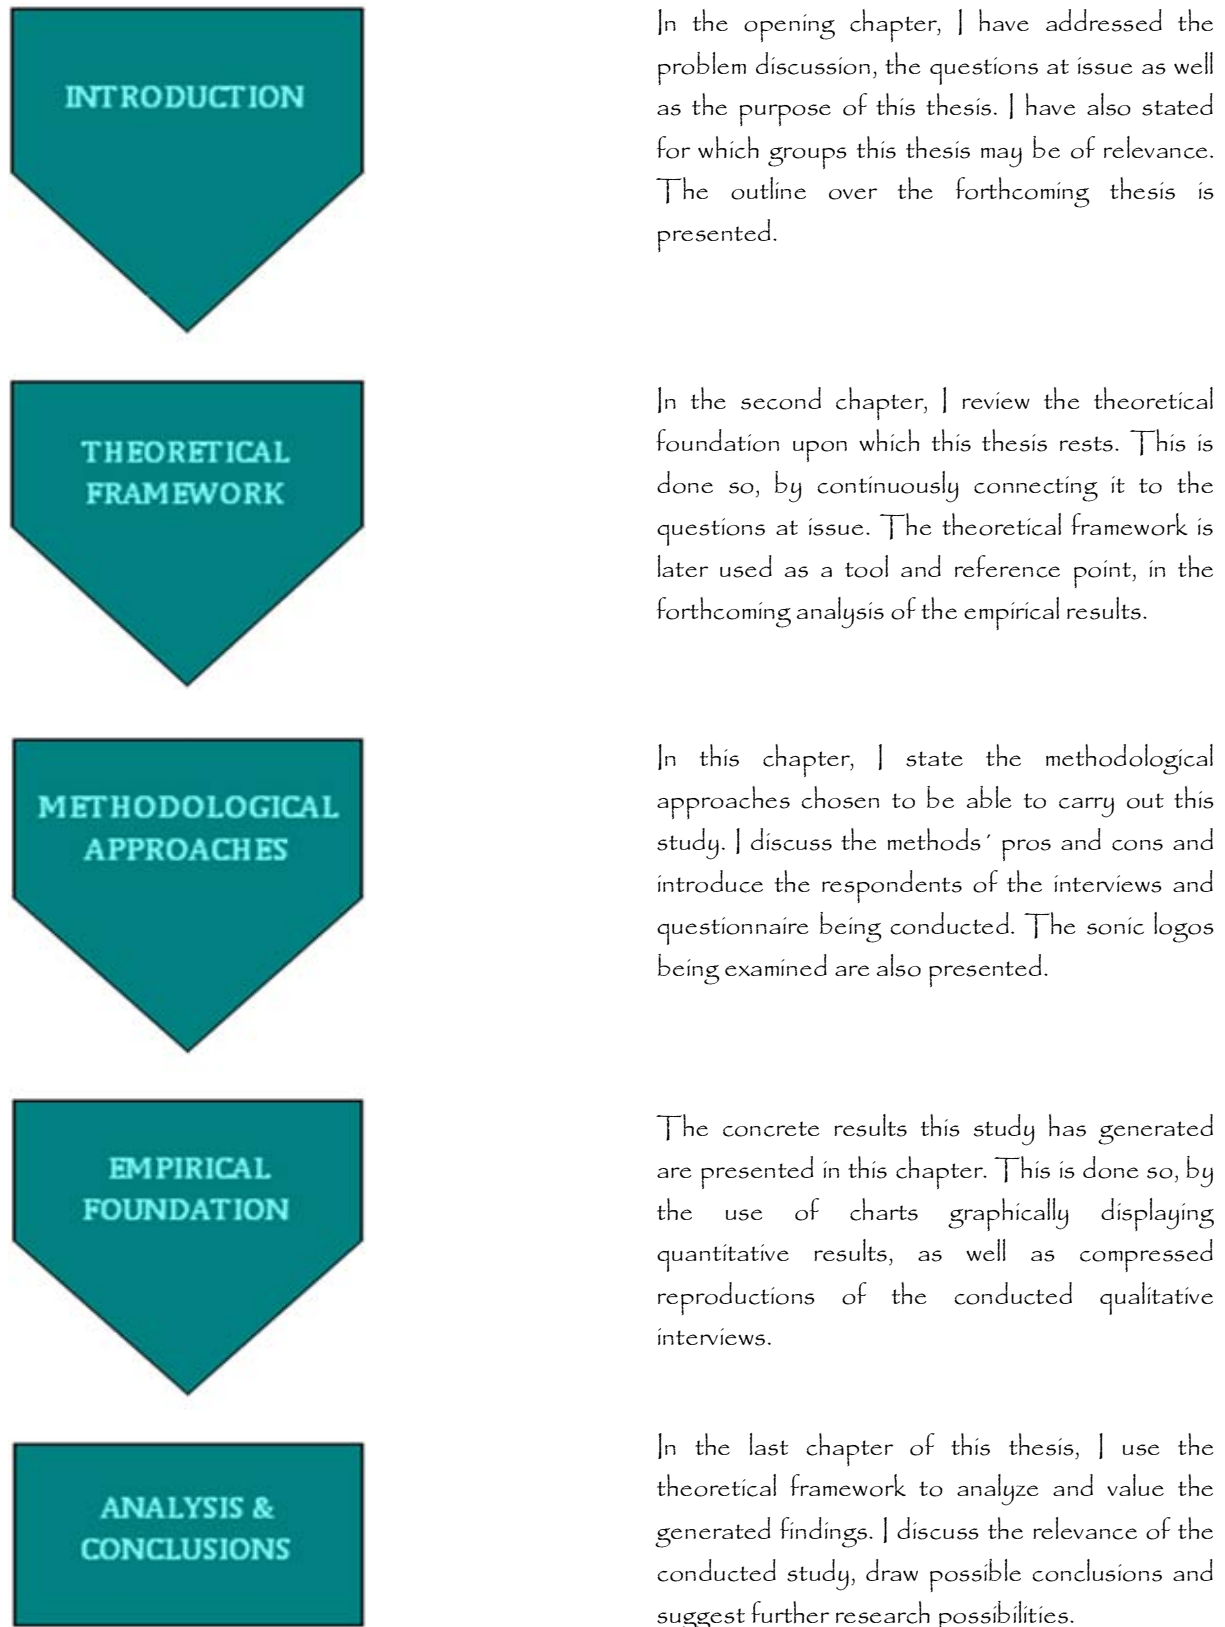 INTRODUCTION
In the opening chapter, I have addressed the
problem discussion, the questions at issue as well
as the purpose of this thesis. I have also stated
for which groups this thesis may be of relevance.
The outline over the forthcoming thesis is
presented.
THEORETICAL
FRAMEWORK
In the second chapter, I review the theoretical
foundation upon which this thesis rests. This is
done so, by continuously connecting it to the
questions at issue. The theoretical framework is
later used as a tool and reference point, in the
forthcoming analysis of the empirical results.
METHODOLOGICAL
APPROACHES
In this chapter, I state the methodological
approaches chosen to be able to carry out this
study. I discuss the methods´ pros and cons and
introduce the respondents of the interviews and
questionnaire being conducted. The sonic logos
being examined are also presented.
EMPIRICAL
FOUNDATION
The concrete results this study has generated
are presented in this chapter. This is done so, by
the use of charts graphically displaying
quantitative results, as well as compressed
reproductions of the conducted qualitative
interviews.
ANALYSIS &
CONCLUSIONS
In the last chapter of this thesis, I use the
theoretical framework to analyze and value the
generated findings. I discuss the relevance of the
conducted study, draw possible conclusions and
suggest further research possibilities.